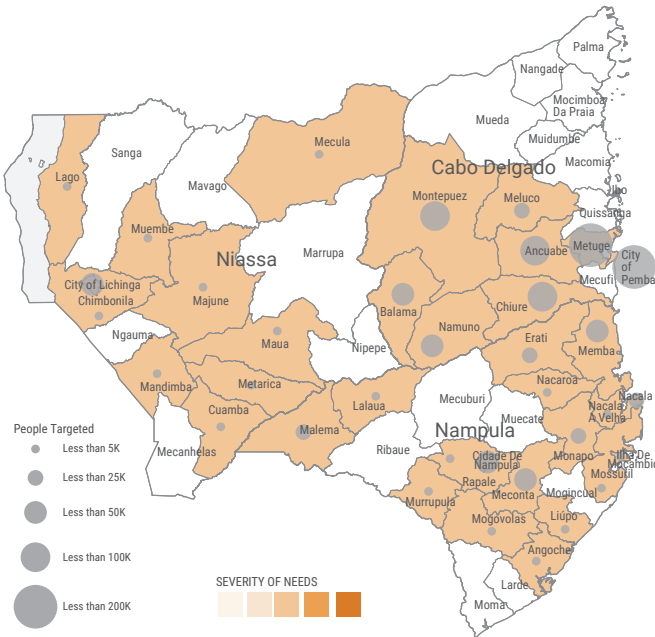 Palma
Nangade
Mocimboa
Da Praia
Mueda
Muidumbe
Macomia
Mecula
Sanga
Mavago
Lago
Cabo Delgado
Montepuez
Meluco
Ibo
Quissanga
Muembe
Ancuabe
Metuge
City
of
Pemba
Mecufi
Niassa
Marrupa
City of Lichinga
Chimbonila
Majune
Balama
Chiure
Ngauma
Maua
Nipepe
Namuno
Erati
Memba
Mandimba
Metarica
Nacaroa
Nacala
Nacala
A Velha
Cuamba
Lalaua
Mecuburi
Muecate
Malema
Nampula
Monapo
Ilha De
Mocambiq
Mecanhelas
Ribaue
Cidade De
Nampula
Rapale
Meconta
Mossuril
Mogincual
Murrupula
Mogovolas
Liúpo
Angoche
Larde
Moma
People Targeted
Less than 5K
Less than 25K
Less than 50K
Less than 100K
Less than 200K
SEVERITY OF NEEDS